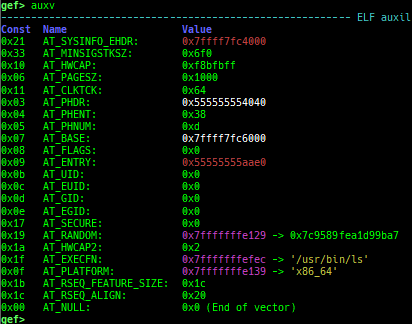 gef> auxv
ELF auxil
Const Name Value
0x21 AT_SYSINFO_EHDR: 0x7ffff7fc4000
0x33 AT_MINSIGSTKSZ: 0x6f0
0x10 AT_HWCAP: 0xf8bfbff
0x06 AT_PAGESZ: 0x1000
0x11 AT_CLKTCK: 0x64
0x03 AT_PHDR: 0x555555554040
0x04 AT_PHENT: 0x38
0x05 AT_PHNUM: 0xd
0x07 AT_BASE: 0x7ffff7fc6000
0x08 AT_FLAGS: 0x0
0x09 AT_ENTRY: 0x55555555aae0
0x0b AT_UID: 0x0
0x0c AT_EUID: 0x0
0x0d AT_GID: 0x0
0x0e AT_EGID: 0x0
0x17 AT_SECURE: 0x0
0x19 AT_RANDOM: 0x7fffffffe129 -> 0x7c9589fea1d99ba7
0x1a AT_HWCAP2: 0x2
0x1f AT_EXECFN: 0x7fffffffefec -> '/usr/bin/ls'
0x0f AT_PLATFORM: 0x7fffffffe139 -> 'x86_64'
0x1b AT_RSEQ_FEATURE_SIZE: 0x1c
0x1c AT_RSEQ_ALIGN: 0x20
0x00 AT_NULL: 0x0 (End of vector)
gef>